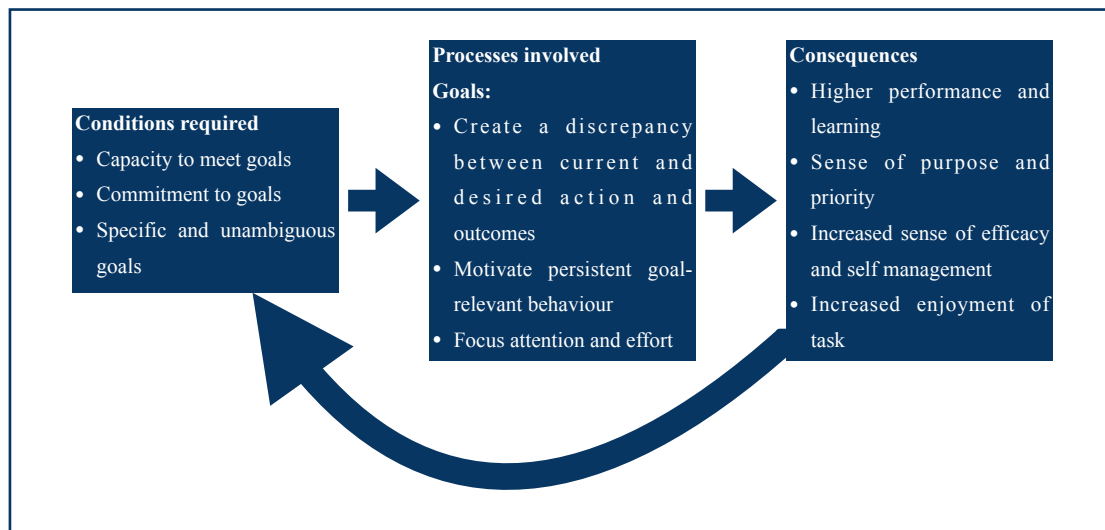 Conditions required
• Capacity to meet goals
• Commitment to goals
• Specific and unambiguous
goals
Processes involved
Goals:
• Create a discrepancy
between current and
desired action and
outcomes
• Motivate persistent goal-
relevant behaviour
• Focus attention and effort
Consequences
• Higher performance and
learning
• Sense of purpose and
priority
• Increased sense of efficacy
and self management
• Increased enjoyment of
task